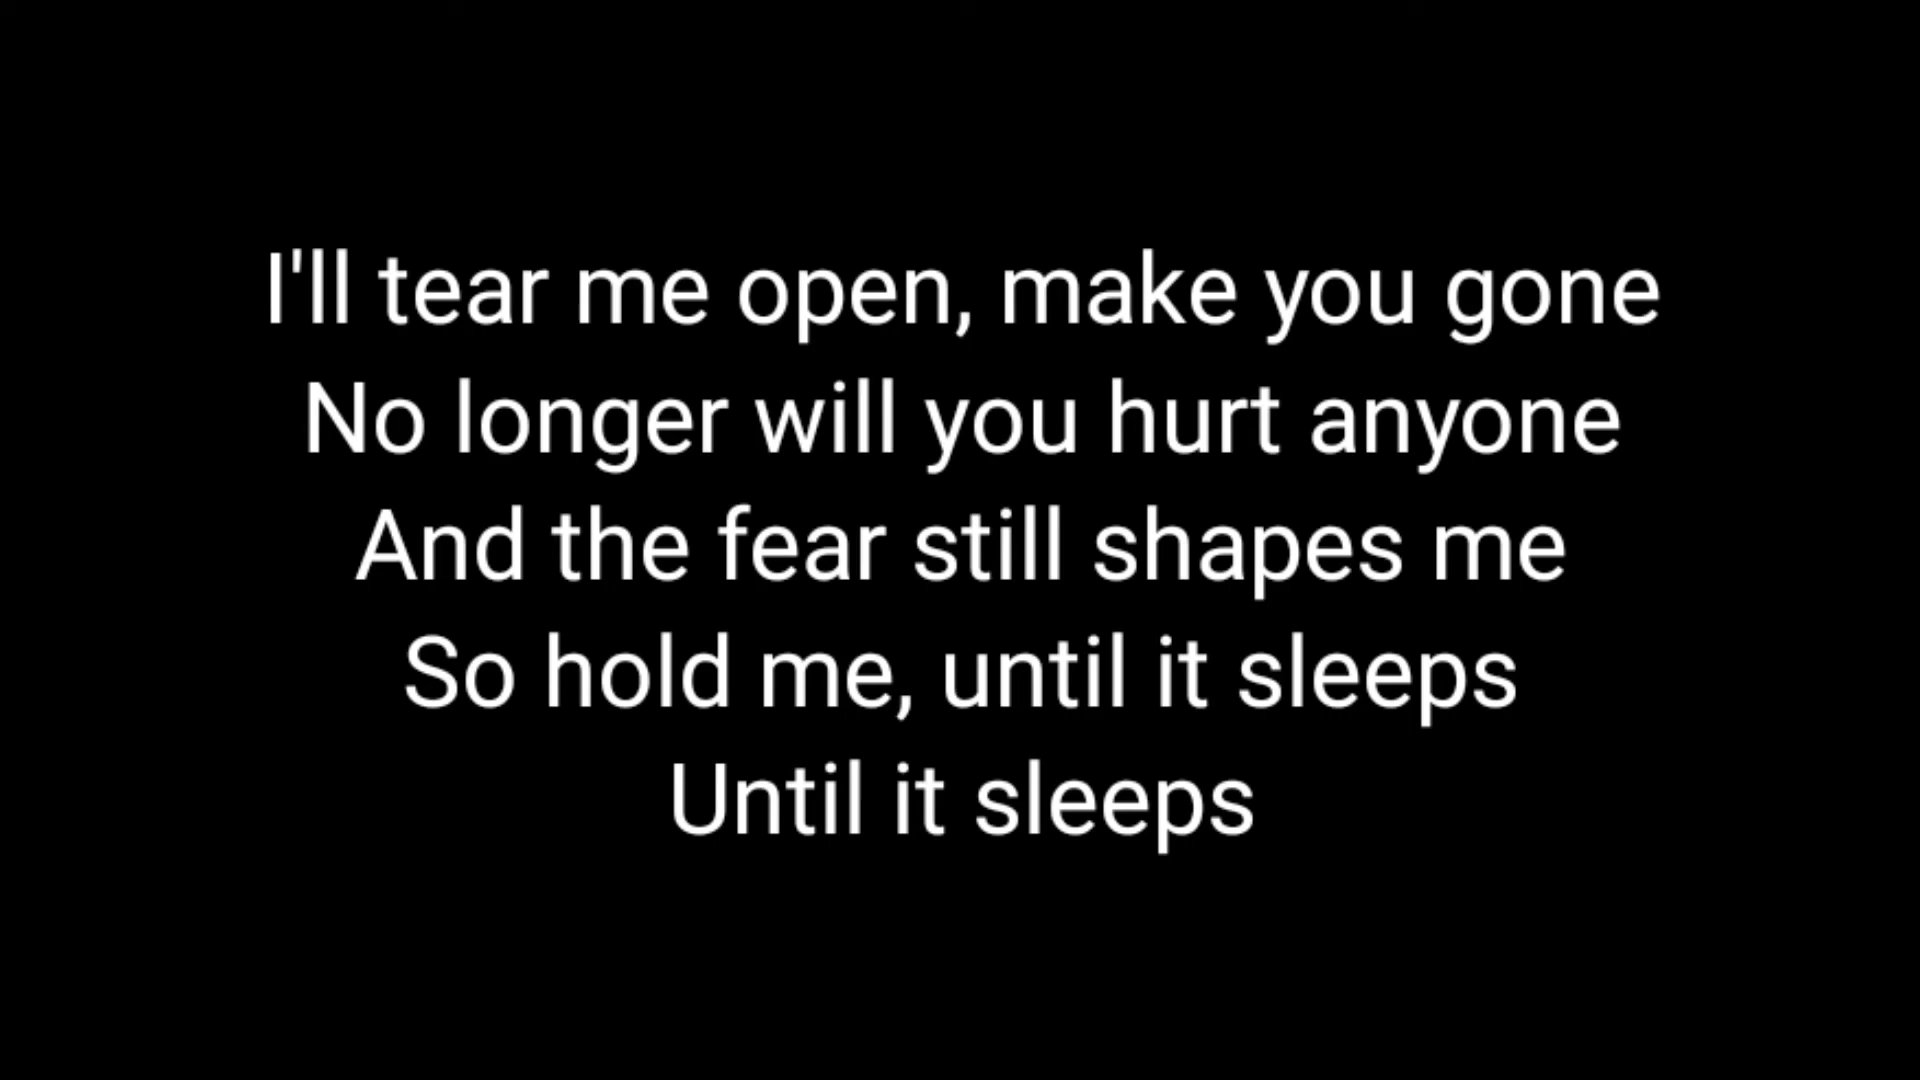 I'll tear me open, make you gone
No longer will you hurt anyone
And the fear still shapes me
So hold me, until it sleeps
Until it sleeps